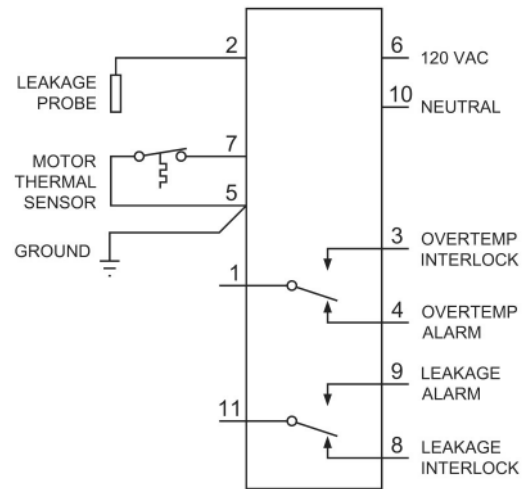 2
LEAKAGE
PROBE
7
MOTOR
THERMAL
SENSOR
5
GROUND
1
11
6 120 VAC
10 NEUTRAL
3 OVERTEMP
INTERLOCK
4 OVERTEMP
ALARM
9 LEAKAGE
ALARM
8 LEAKAGE
INTERLOCK